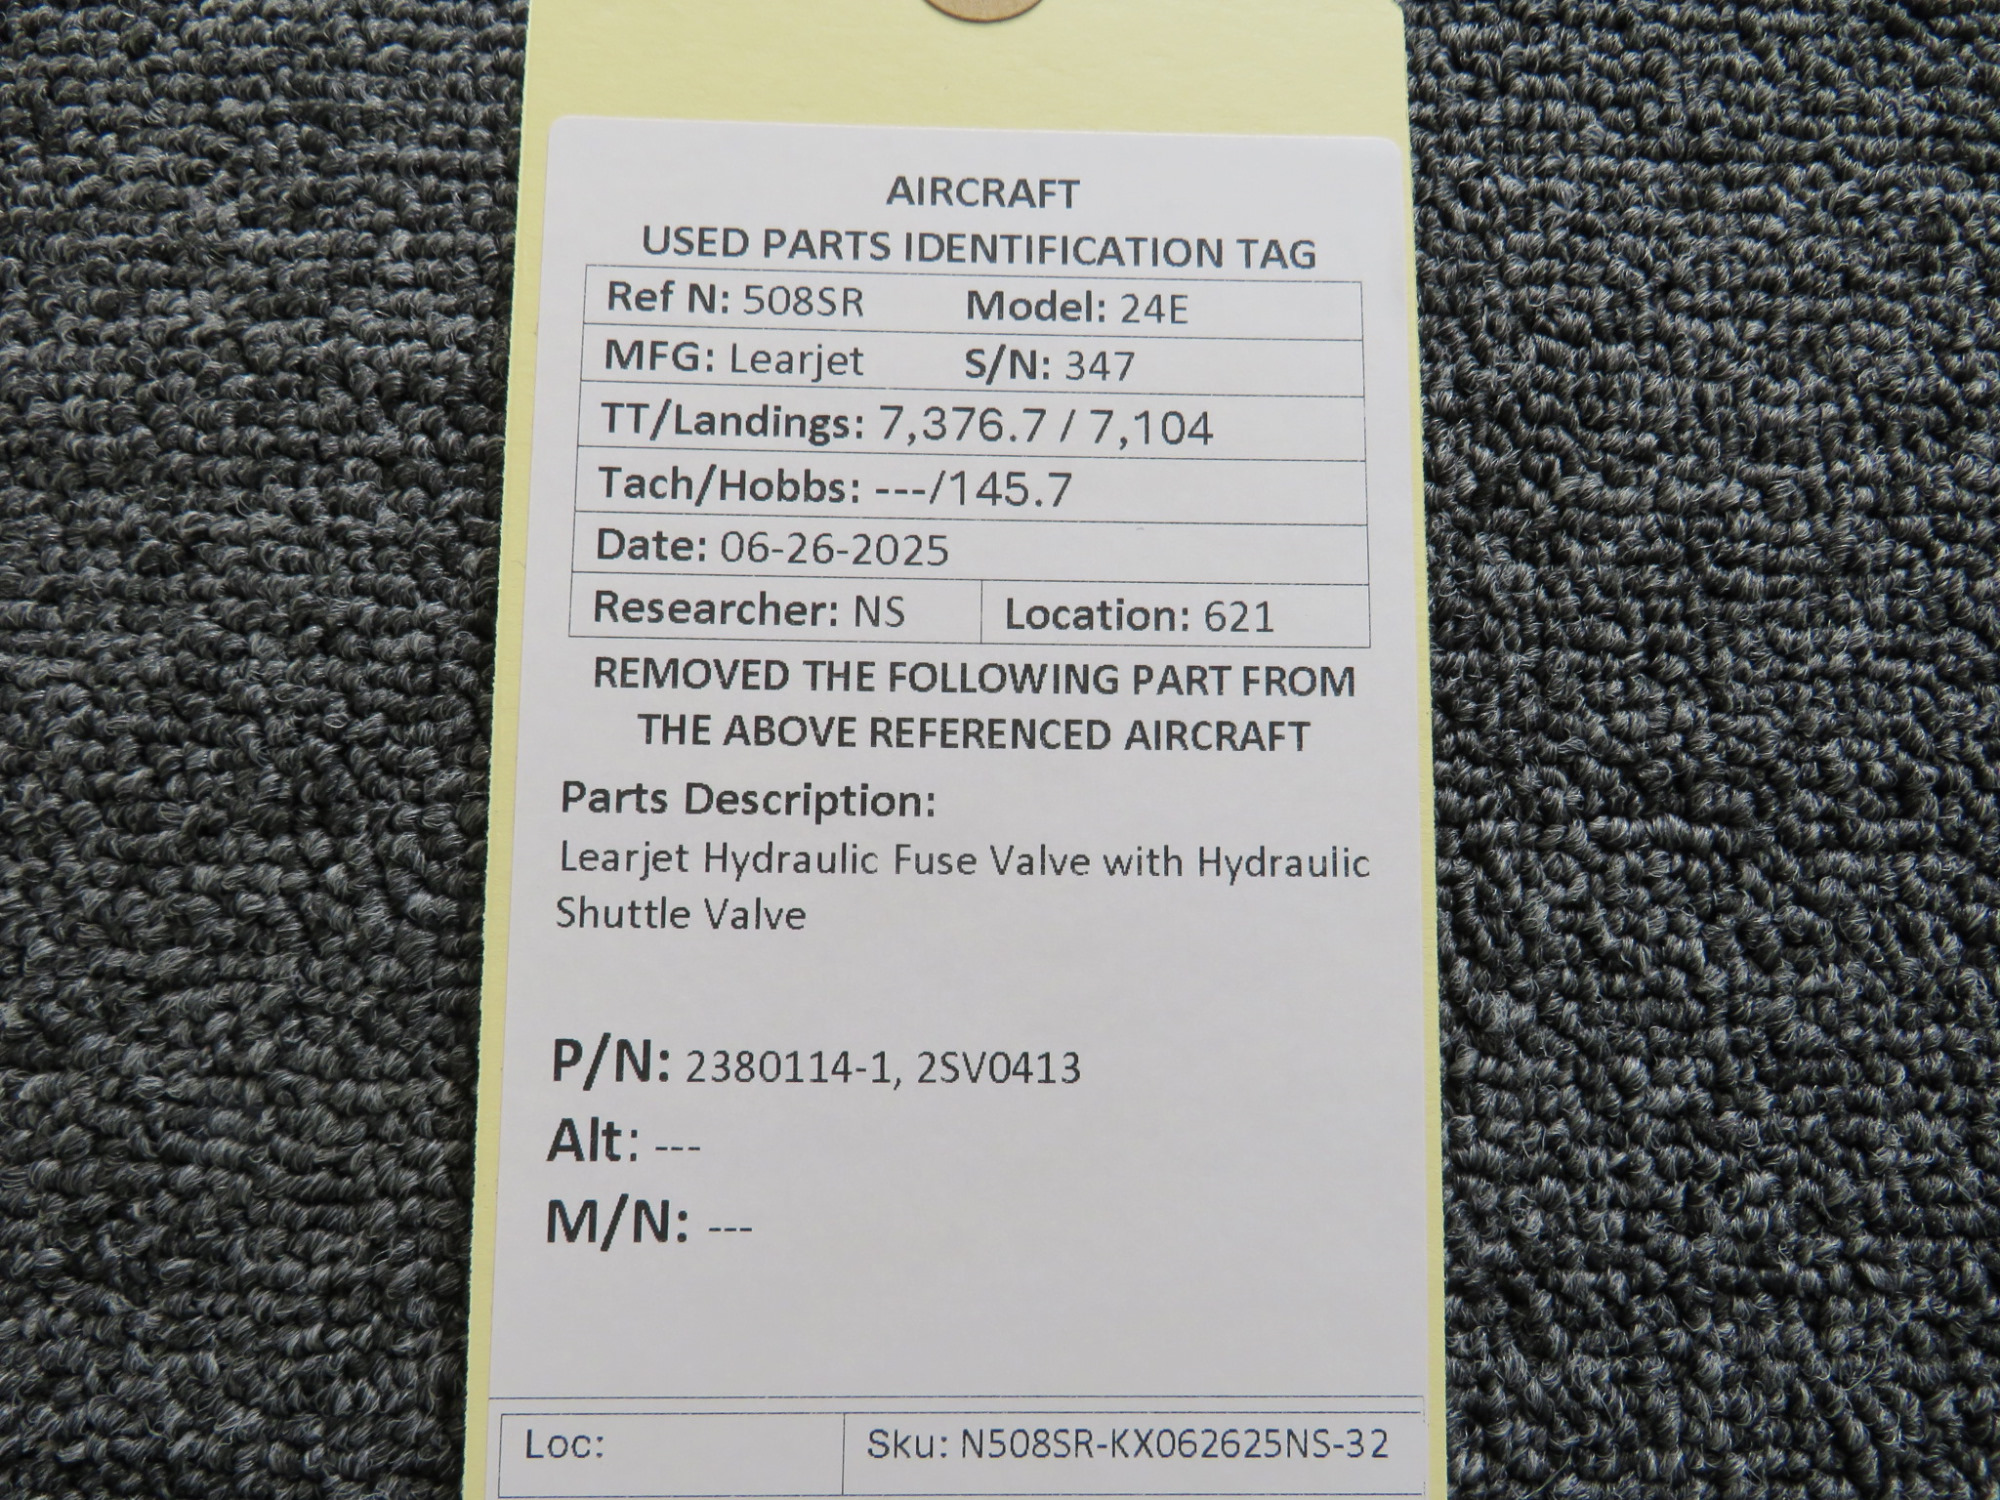 AIRCRAFT
USED PARTS IDENTIFICATION TAG
Ref N: 508SR Model: 24E
MFG: Learjet S/N: 347
TT/Landings: 7,376.7 / 7,104
Tach/Hobbs: ---/145.7
Date: 06-26-2025
Researcher: NS Location: 621
REMOVED THE FOLLOWING PART FROM
THE ABOVE REFERENCED AIRCRAFT
Parts Description:
Learjet Hydraulic Fuse Valve with Hydraulic
Shuttle Valve
P/N: 2380114-1, 2SV0413
Alt: ---
M/N: ---
Loc: Sku: N508SR-KX062625NS-32